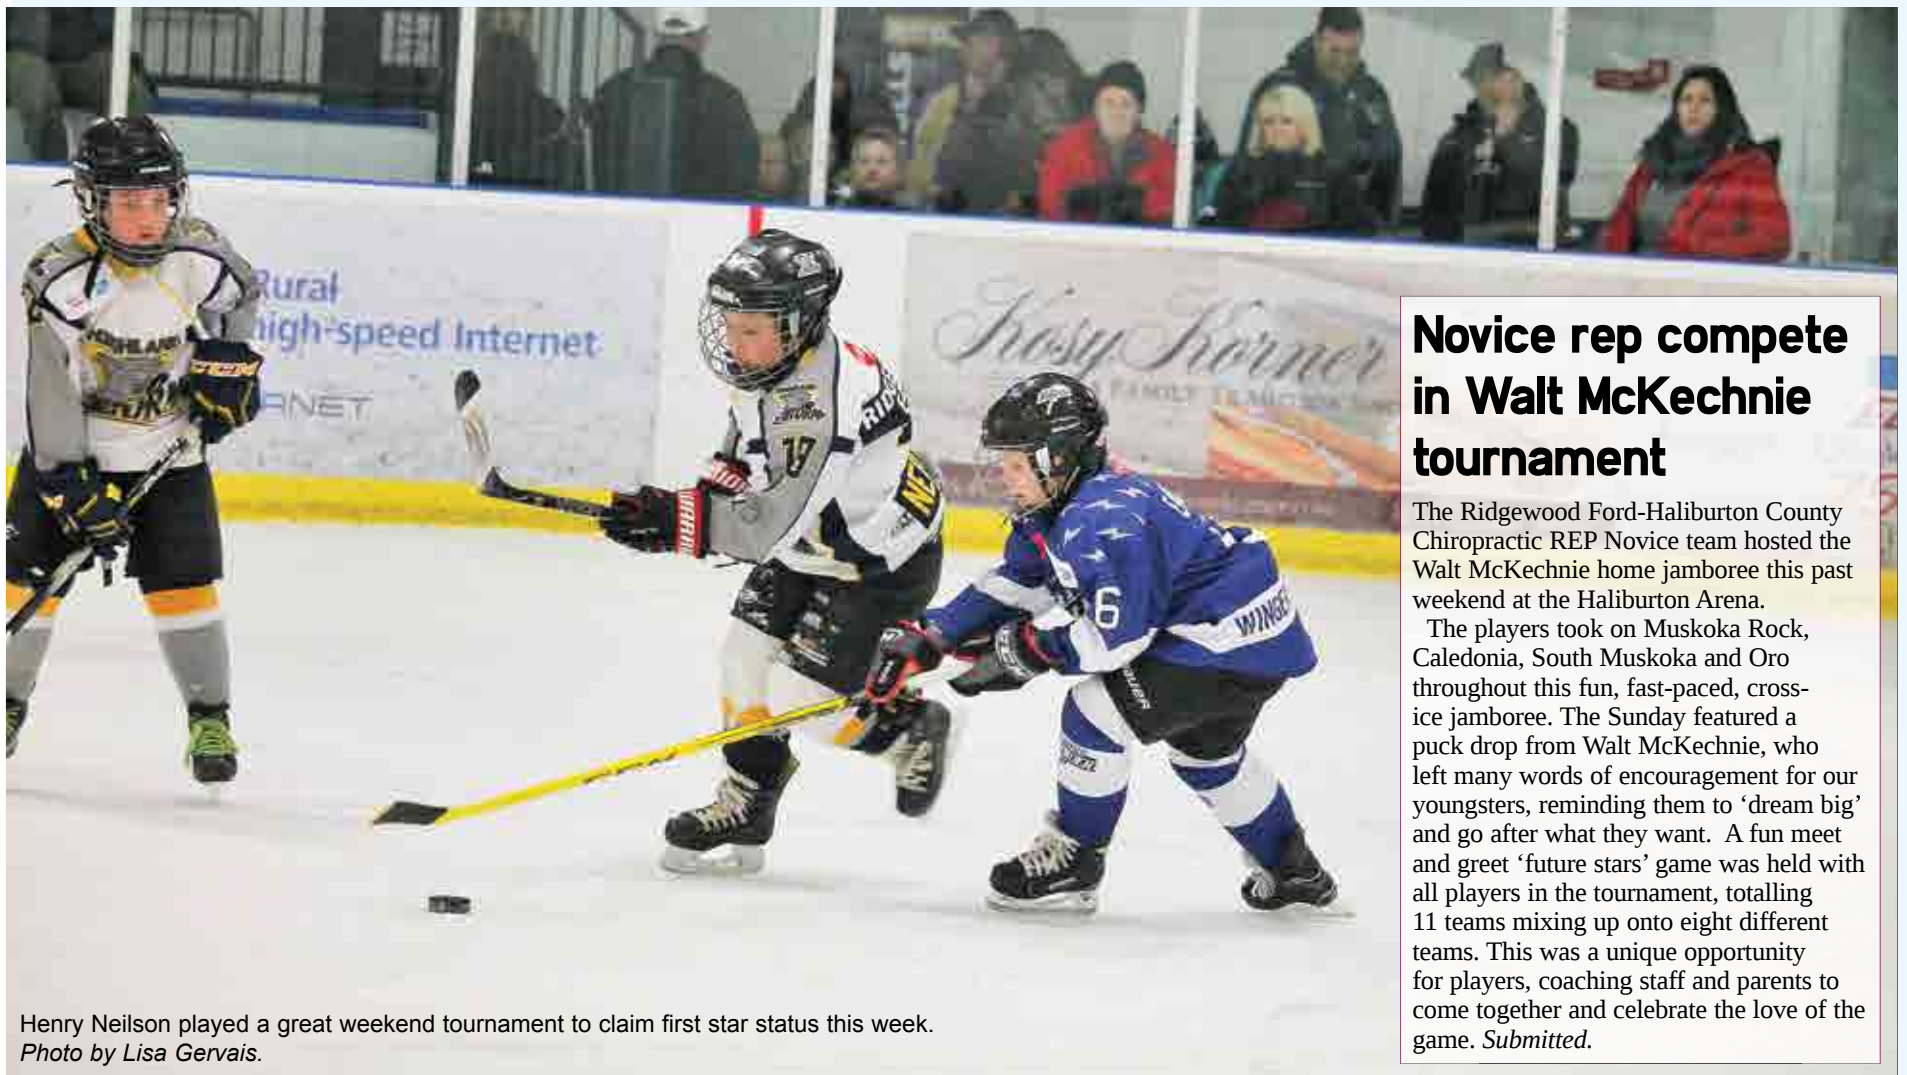 Rural
high-speed Internet
Kosy Korner
CCM
WARR
17
NE
6
WINGE
Novice rep compete
in Walt McKechnie
tournament
The Ridgewood Ford-Haliburton County
Chiropractic REP Novice team hosted the
Walt McKechnie home jamboree this past
weekend at the Haliburton Arena.
The players took on Muskoka Rock,
Caledonia, South Muskoka and Oro
throughout this fun, fast-paced, cross-
ice jamboree. The Sunday featured a
puck drop from Walt McKechnie, who
left many words of encouragement for our
youngsters, reminding them to ‘dream big’
and go after what they want.  A fun meet
and greet ‘future stars’ game was held with
all players in the tournament, totalling
11 teams mixing up onto eight different
teams. This was a unique opportunity
for players, coaching staff and parents to
come together and celebrate the love of the
game. Submitted.
Henry Neilson played a great weekend tournament to claim first star status this week.
Photo by Lisa Gervais.